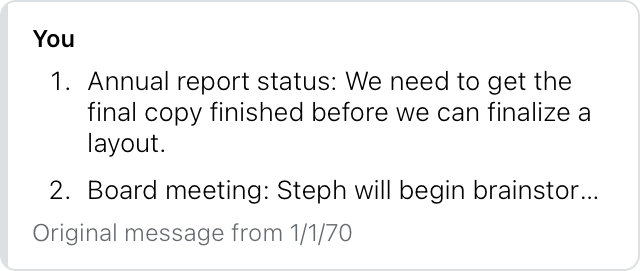 You
1. Annual report status: We need to get the
final copy finished before we can finalize a
layout.
2. Board meeting: Steph will begin brainstor...
Original message from 1/1/70